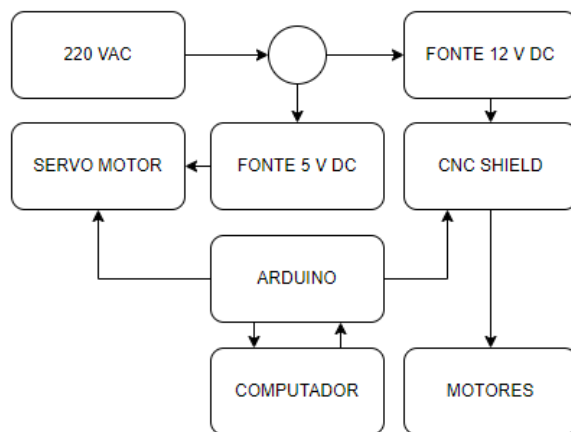 220 VAC
FONTE 12 V DC
SERVO MOTOR
FONTE 5 V DC
CNC SHIELD
ARDUINO
COMPUTADOR
MOTORES